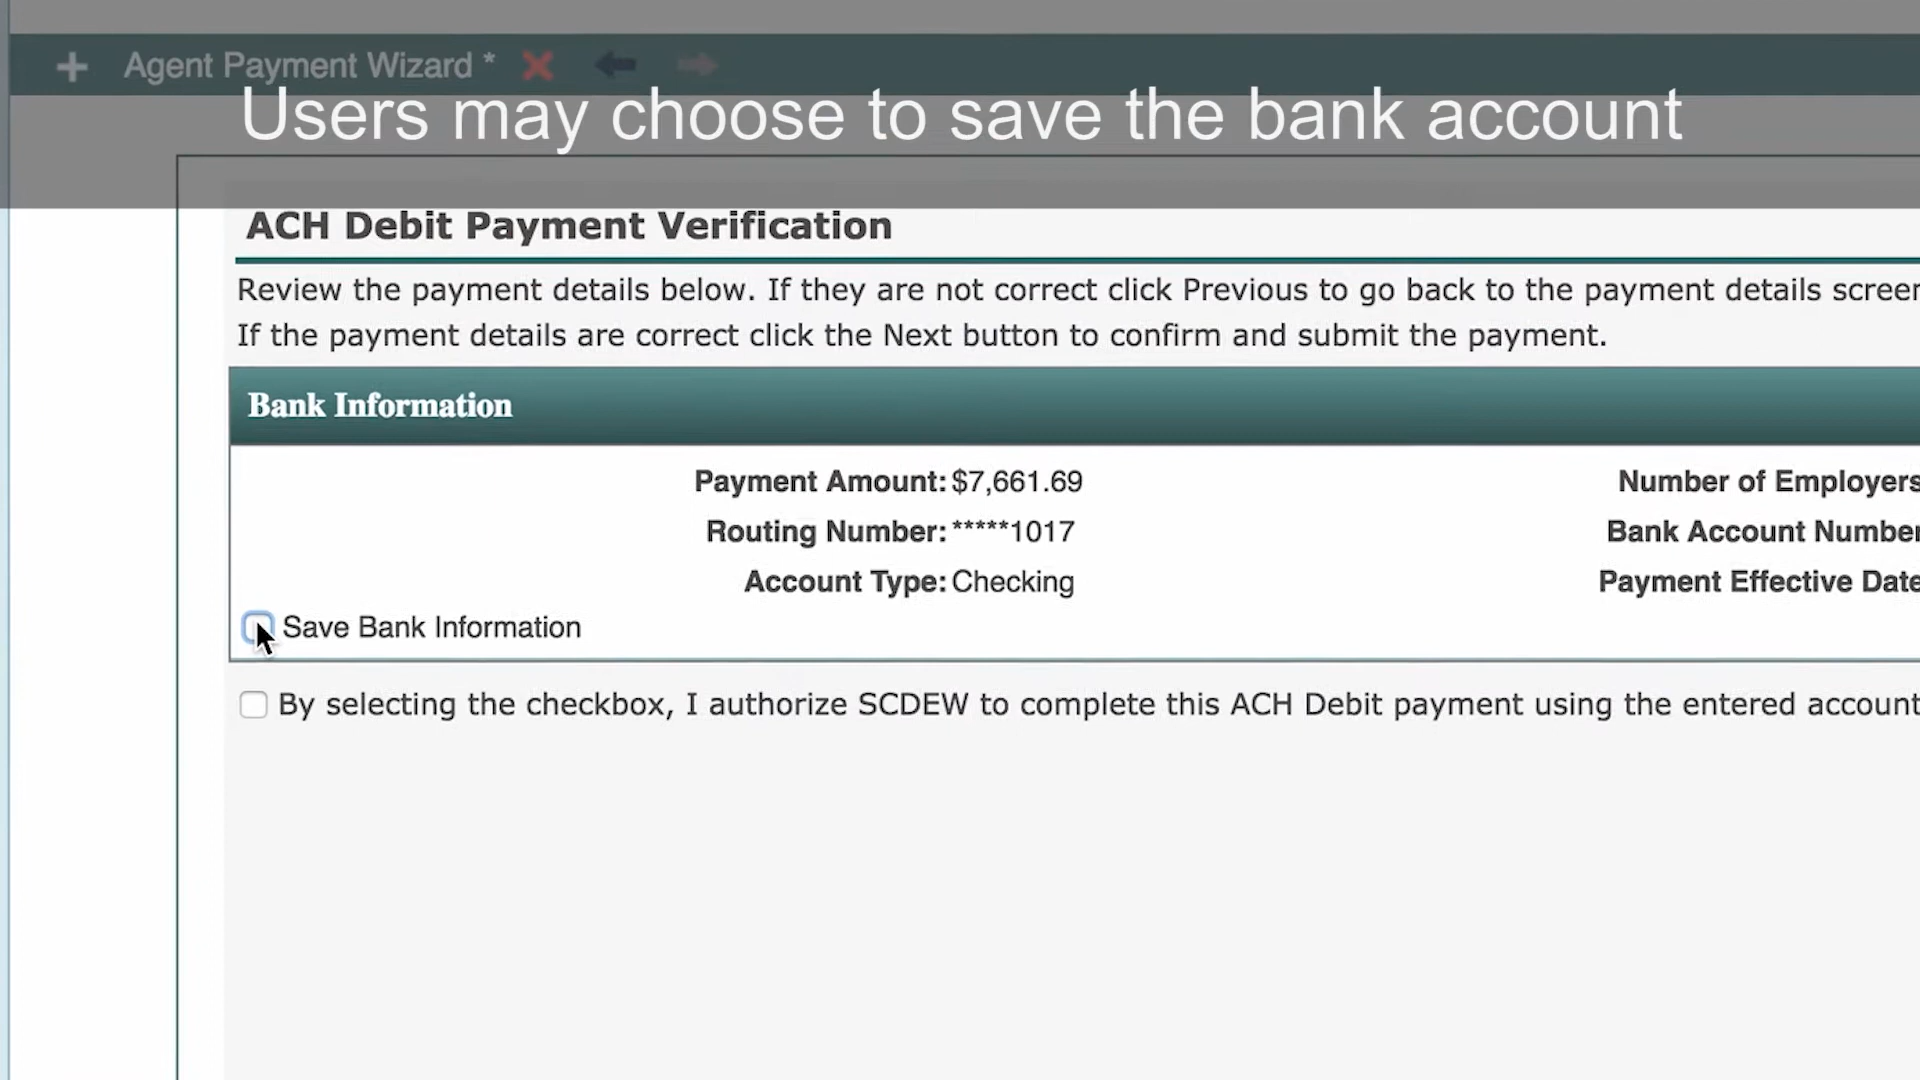 Agent Payment Wizard *
Users may choose to save the bank account
ACH Debit Payment Verification
Review the payment details below. If they are not correct click Previous to go back to the payment details screen
If the payment details are correct click the Next button to confirm and submit the payment.
Bank Information
Payment Amount: $7,661.69 Number of Employers
Routing Number: *****1017 Bank Account Number
Account Type: Checking Payment Effective Date
Save Bank Information
By selecting the checkbox, I authorize SCDEW to complete this ACH Debit payment using the entered account